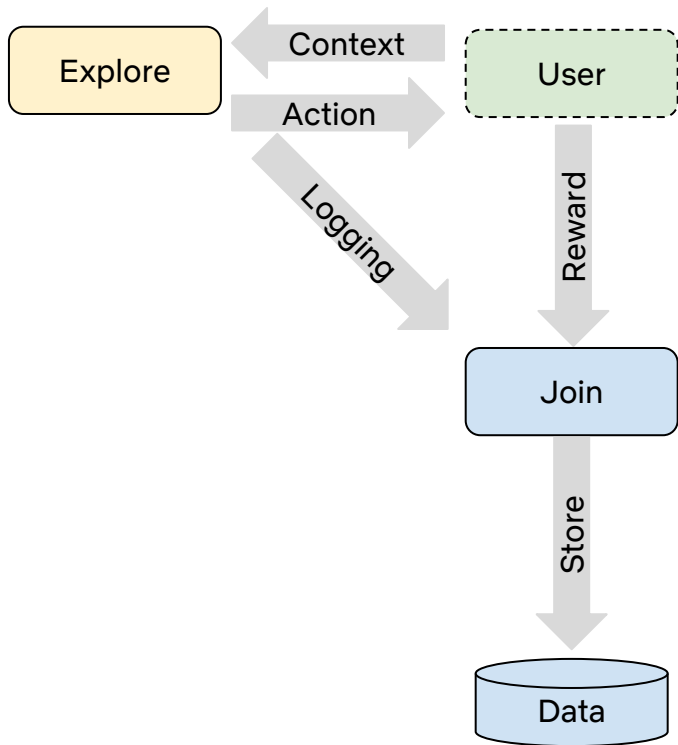 Context
Explore
User
Action
Logging
Reward
Join
Store
Data